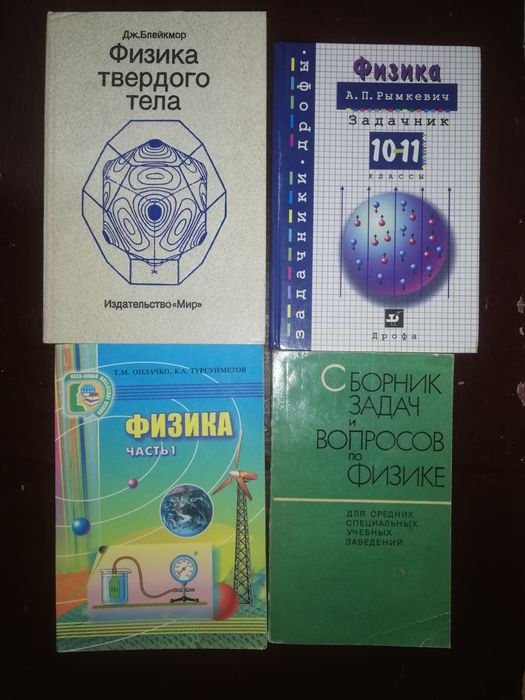 Дж. Блейкмор
Физика
твердого
тела
Издательство «Мир»
задачники · дрофы.
Физика
А. П. Рымкевич
Задачник
10–11
КЛАССЫ
Дрофа
Т.М. ОПЛАЧКО, К.А. ТУРСУНМЕТОВ
ФИЗИКА
ЧАСТЬ 1
P
СБОРНИК
ЗАДАЧ
И
ВОПРОСОВ
ПО
ФИЗИКЕ
ДЛЯ СРЕДНИХ
СПЕЦИАЛЬНЫХ
УЧЕБНЫХ
ЗАВЕДЕНИЙ